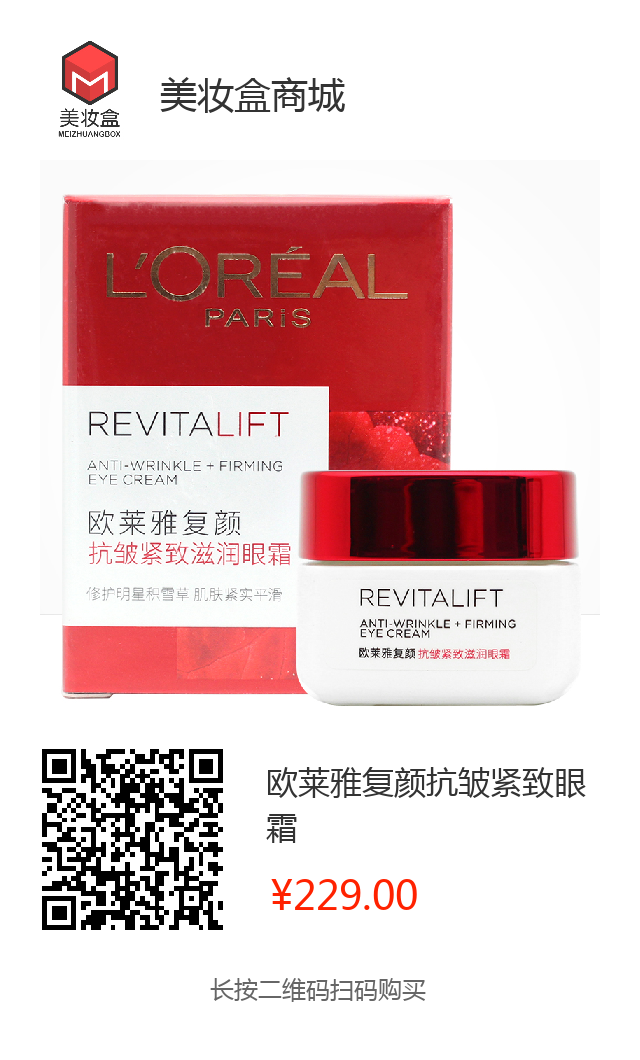 美妆盒
MEIZHUANGBOX
美妆盒商城
L'ORÉAL
PARiS
REVITALIFT
ANTI-WRINKLE + FIRMING
EYE CREAM
欧莱雅复颜
抗皱紧致滋润眼霜
修护明星积雪草 肌肤紧实平滑
REVITALIFT
ANTI-WRINKLE + FIRMING
EYE CREAM
欧莱雅复颜 抗皱紧致滋润眼霜
欧莱雅复颜抗皱紧致眼
霜
¥229.00
长按二维码扫码购买